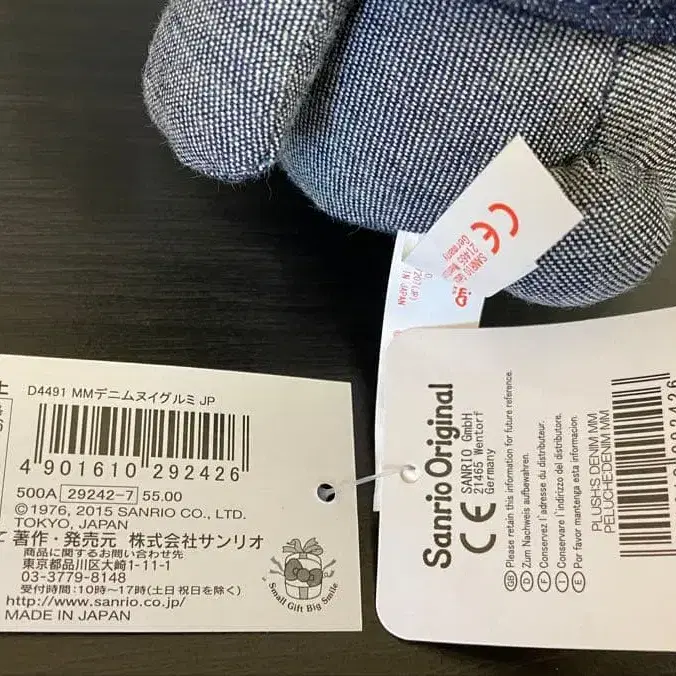 D4491 MMデニムヌイグルミ JP
4 901610 292426
500A 29242-7 55.00
©1976, 2015 SANRIO CO., LTD.
TOKYO, JAPAN
著作・発売元 株式会社サンリオ
商品に関するお問い合わせ先
東京都品川区大崎1-11-1
03-3779-8148
受付時間:10時〜17時(土日祝日を除く)
http://www.sanrio.co.jp/
MADE IN JAPAN
Small Gift Big Smile
CE
SANRIO
21465
Germany
IN JAPAN
Sanrio Original
CE SANRIO GmbH
21465 Wentorf
Germany
GB Please retain this information for future reference.
D Zum Nachweis aufbewahren.
F Conservez l'adresse du distributeur.
I Conservare l'indirizzo del distributore.
E Por favor mantenga esta informacion.
PLUSH:S DENIM MM
PELUCHE:DENIM MM
292426